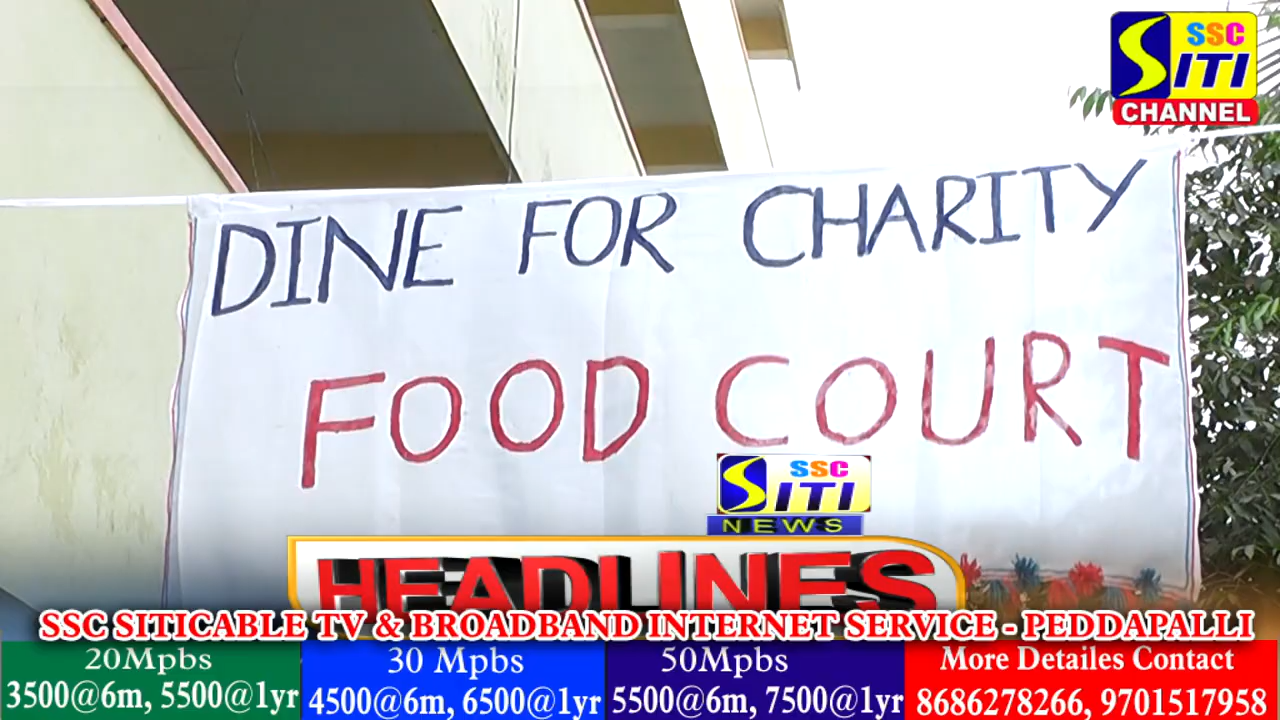 SSC
SITI
CHANNEL
DINE FOR CHARITY
FOOD COURT
SSC
SITI
NEWS
HEADLINES
SSC SITICABLE TV & BROADBAND INTERNET SERVICE - PEDDAPALLI
20Mpbs
3500@6m, 5500@1yr
30 Mpbs
4500@6m, 6500@1yr
50Mpbs
5500@6m, 7500@1yr
More Detailes Contact
8686278266, 9701517958